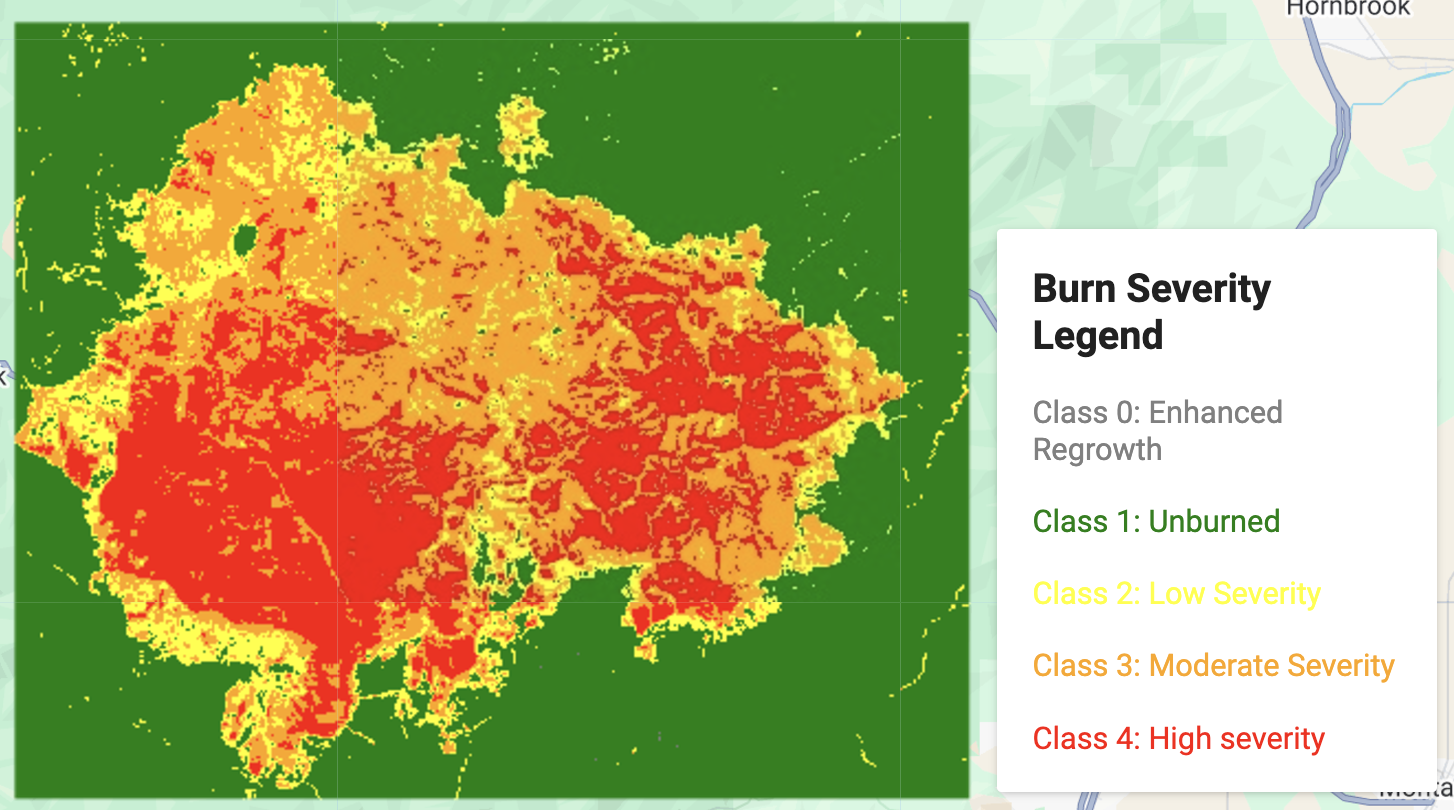 Hornbrook
Burn Severity
Legend
Class 0: Enhanced
Regrowth
Class 1: Unburned
Class 2: Low Severity
Class 3: Moderate Severity
Class 4: High severity